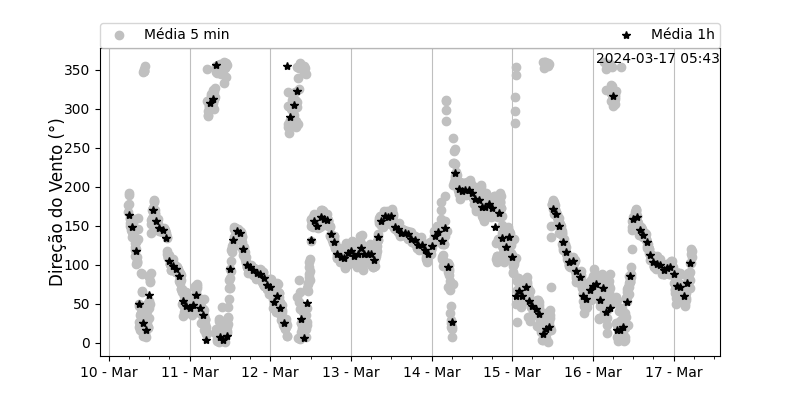 Média 5 min
Média 1h
2024-03-17 05:43
Direção do Vento (°)
350
300
250
200
150
100
50
0
10 - Mar
11 - Mar
12 - Mar
13 - Mar
14 - Mar
15 - Mar
16 - Mar
17 - Mar